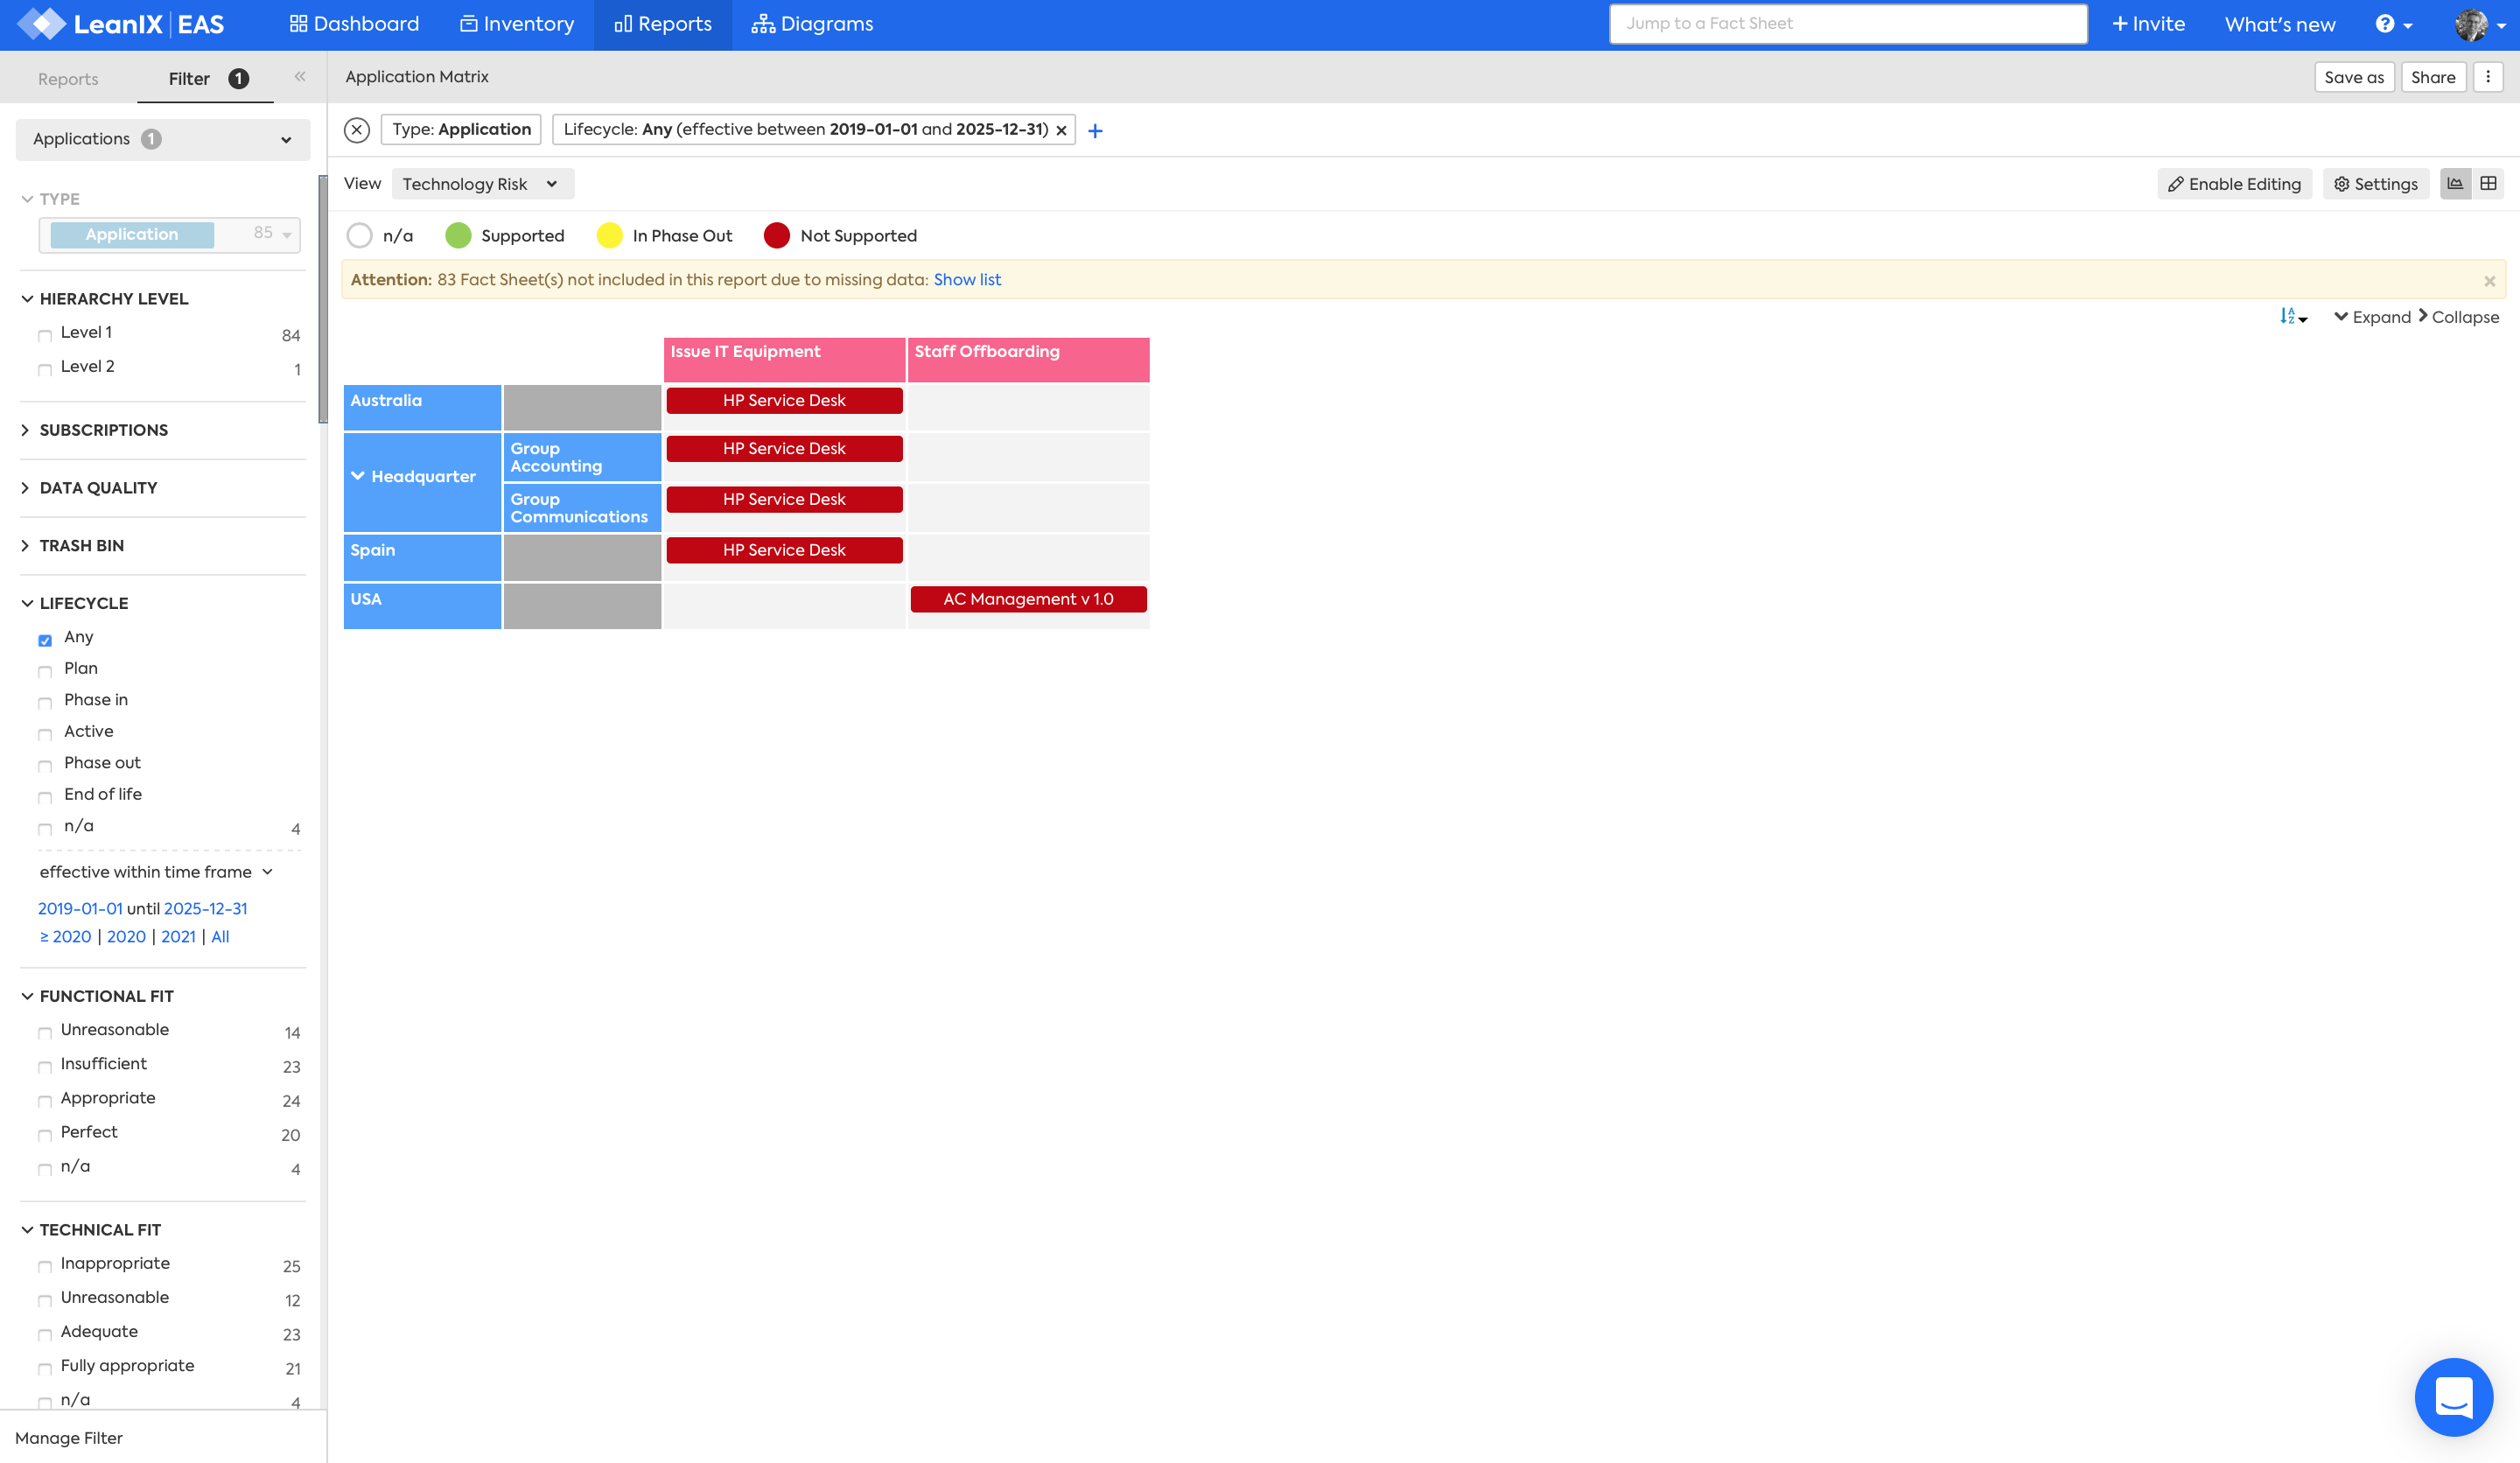 LeanIX | EAS
Dashboard
Inventory
Reports
Diagrams
Jump to a Fact Sheet
+ Invite
What's new
?
Reports
Filter 1
«
Application Matrix
Save as
Share
Applications 1
Type: Application
Lifecycle: Any (effective between 2019-01-01 and 2025-12-31) ×
+
View
Technology Risk
Enable Editing
Settings
n/a
Supported
In Phase Out
Not Supported
Attention: 83 Fact Sheet(s) not included in this report due to missing data: Show list
×
A
Z
Expand
Collapse
Issue IT Equipment
Staff Offboarding
Australia
HP Service Desk
Headquarter
Group
Accounting
HP Service Desk
Group
Communications
HP Service Desk
Spain
HP Service Desk
USA
AC Management v 1.0
TYPE
Application 85
HIERARCHY LEVEL
Level 1 84
Level 2 1
SUBSCRIPTIONS
DATA QUALITY
TRASH BIN
LIFECYCLE
Any
Plan
Phase in
Active
Phase out
End of life
n/a 4
effective within time frame
2019-01-01 until 2025-12-31
≥ 2020 | 2020 | 2021 | All
FUNCTIONAL FIT
Unreasonable 14
Insufficient 23
Appropriate 24
Perfect 20
n/a 4
TECHNICAL FIT
Inappropriate 25
Unreasonable 12
Adequate 23
Fully appropriate 21
n/a 4
Manage Filter